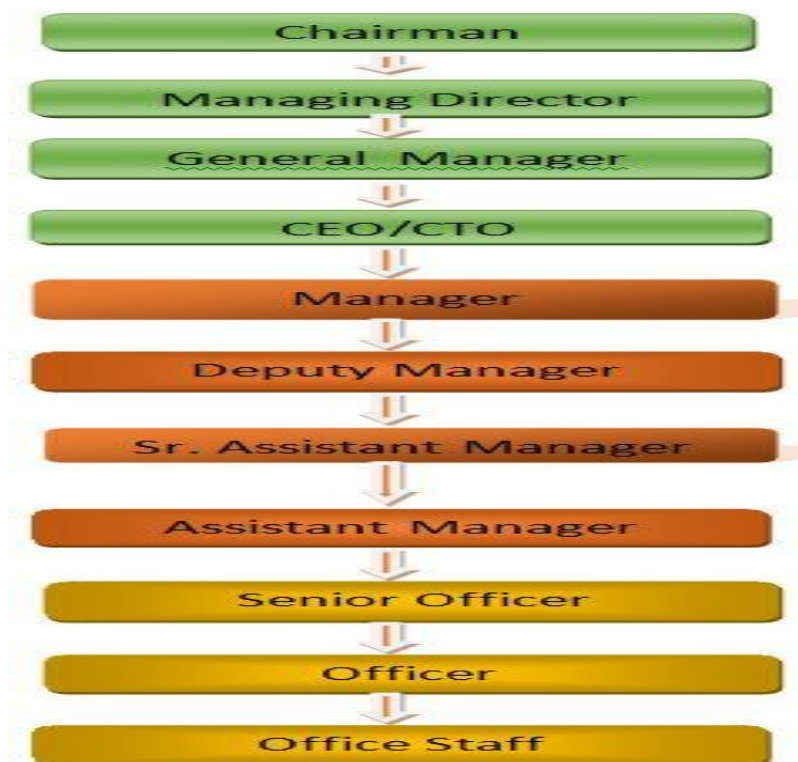 Chairman
Managing Director
General Manager
CEO/CTO
Manager
Deputy Manager
Sr. Assistant Manager
Assistant Manager
Senior Officer
Officer
Office Staff